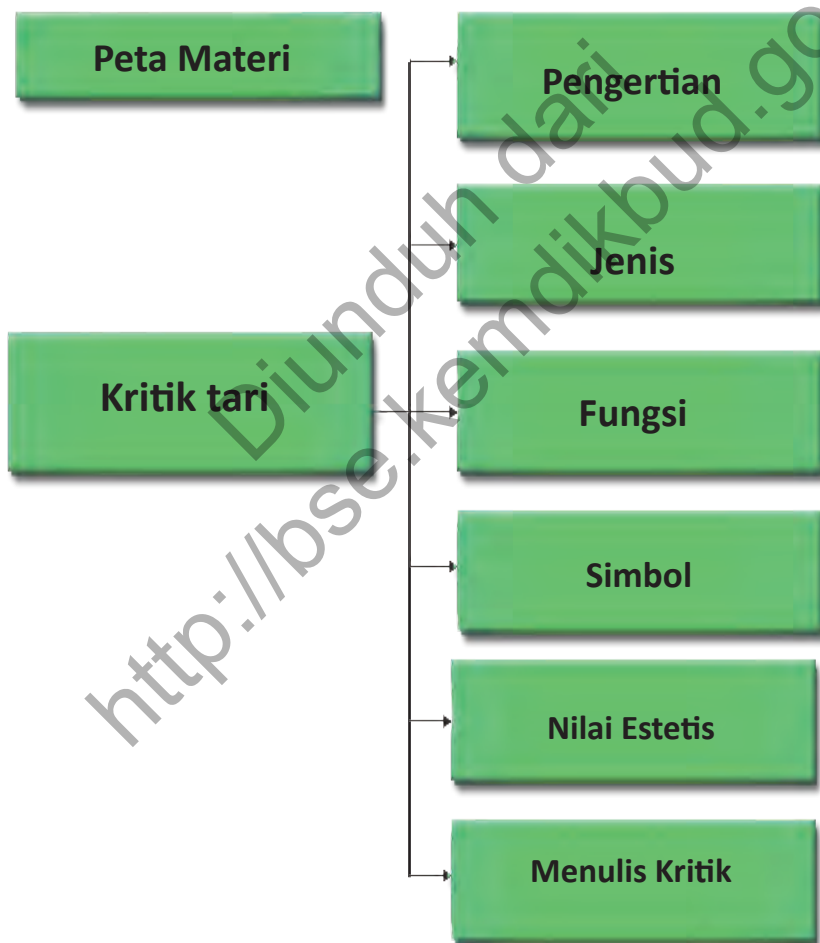 Peta Materi
Pengertian
Jenis
Kritik tari
Fungsi
Simbol
Nilai Estetis
Menulis Kritik
Diunduh dari
http://bse.kemdikbud.go